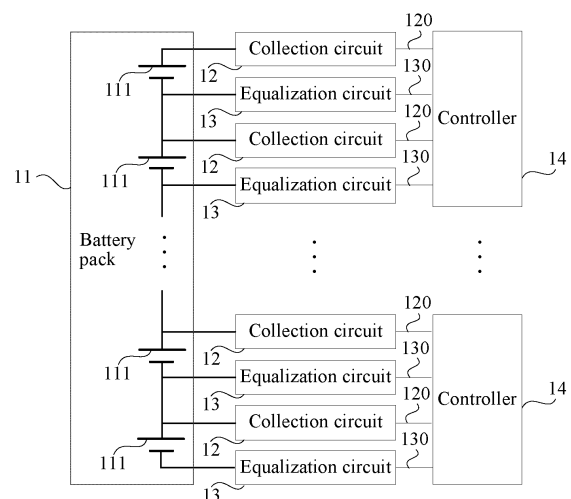 120
Collection circuit
12
111
130
Equalization circuit
13
120
Controller
Collection circuit
12
111
130
11
Equalization circuit
14
13
Battery
pack
120
Collection circuit
12
111
130
Equalization circuit
13
120
Controller
14
Collection circuit
12
111
130
Equalization circuit
13